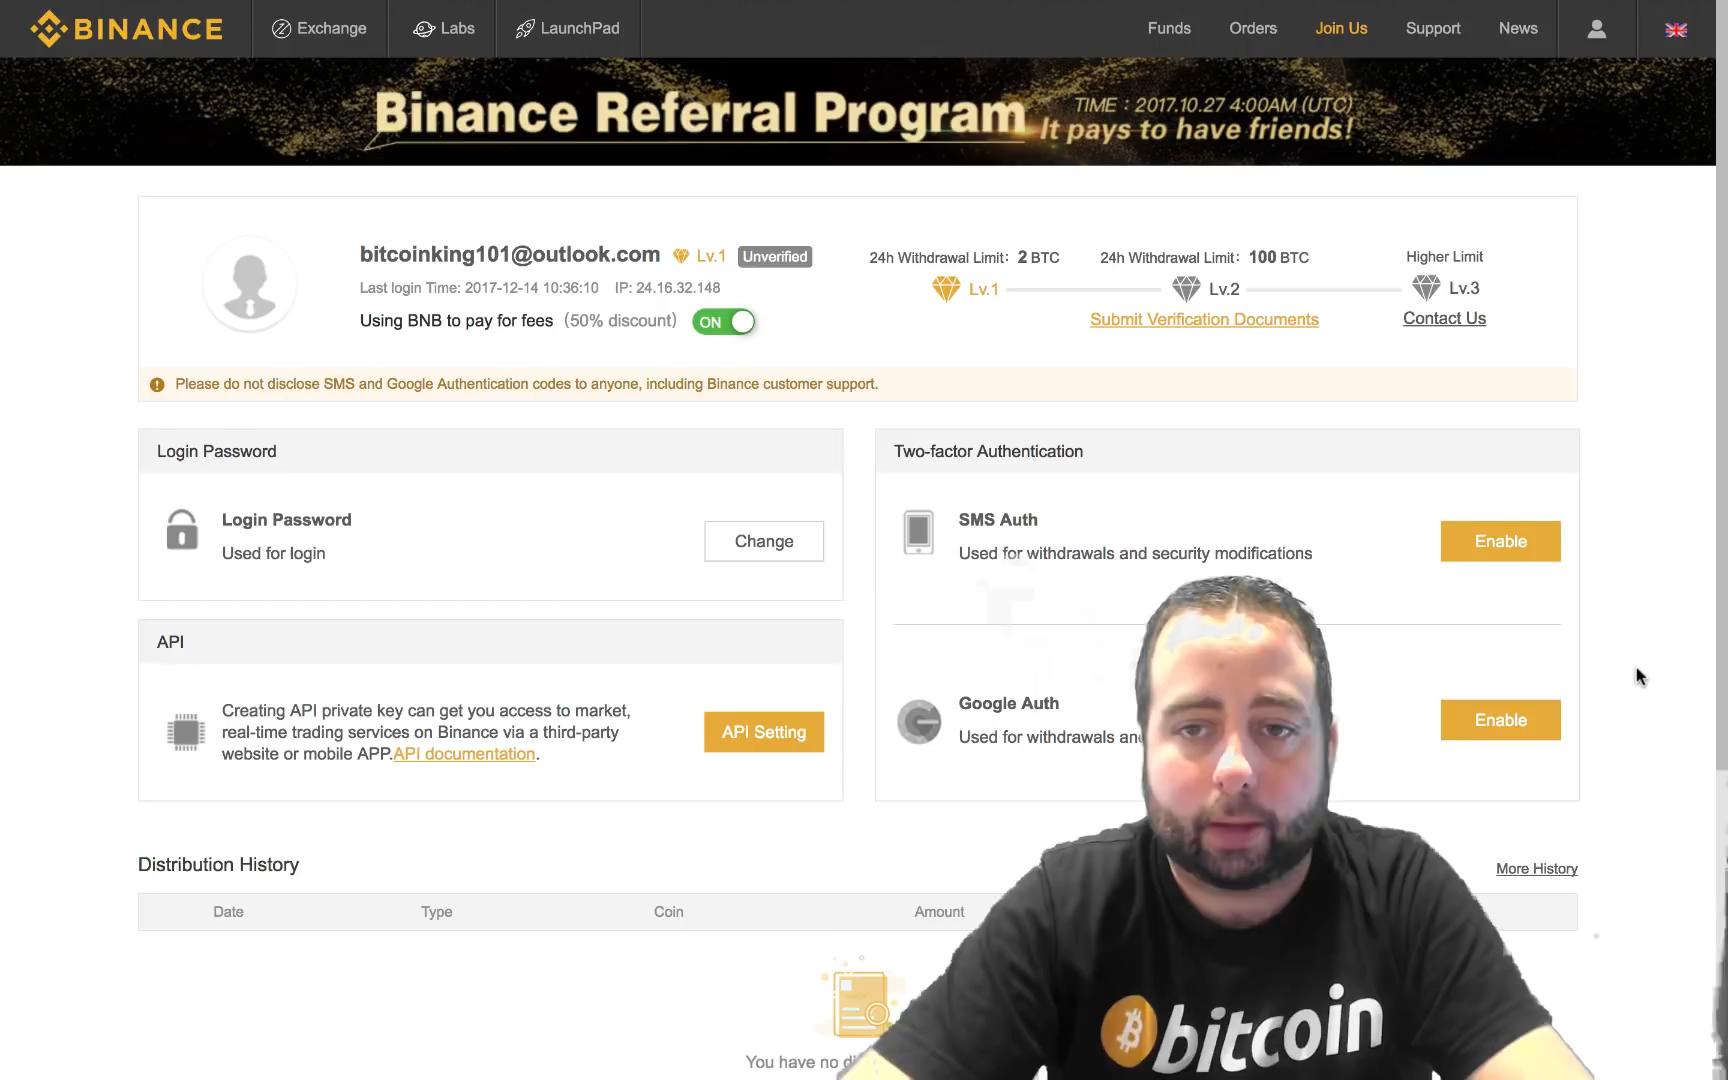 BINANCE
Exchange
Labs
LaunchPad
Funds
Orders
Join Us
Support
News
Binance Referral Program
TIME : 2017.10.27 4:00AM (UTC)
It pays to have friends!
bitcoinking101@outlook.com
Lv.1
Unverified
Last login Time: 2017-12-14 10:36:10 IP: 24.16.32.148
Using BNB to pay for fees (50% discount)
ON
24h Withdrawal Limit: 2 BTC
24h Withdrawal Limit: 100 BTC
Higher Limit
Lv.1
Lv.2
Lv.3
Submit Verification Documents
Contact Us
Please do not disclose SMS and Google Authentication codes to anyone, including Binance customer support.
Login Password
Login Password
Used for login
Change
Two-factor Authentication
SMS Auth
Used for withdrawals and security modifications
Enable
API
Creating API private key can get you access to market,
real-time trading services on Binance via a third-party
website or mobile APP.API documentation.
API Setting
Google Auth
Used for withdrawals
Enable
Distribution History
More History
Date
Type
Coin
Amount
You have no
bitcoin